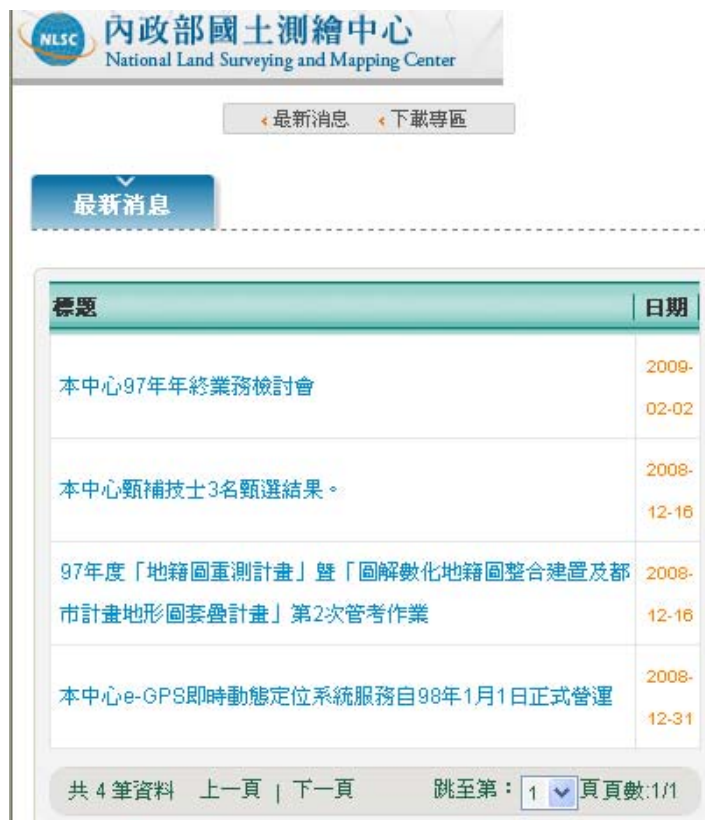 NLSC
內政部國土測繪中心
National Land Surveying and Mapping Center
‹最新消息 ‹下載專區
最新消息
標題 日期
本中心97年年終業務檢討會 2009-
02-02
本中心甄補技士3名甄選結果。 2008-
12-16
97年度「地籍圖重測計畫」暨「圖解數化地籍圖整合建置及都 2008-
市計畫地形圖套疊計畫」第2次管考作業 12-16
本中心e-GPS即時動態定位系統服務自98年1月1日正式營運 2008-
12-31
共 4 筆資料 上一頁 | 下一頁 跳至第：1 頁頁數:1/1